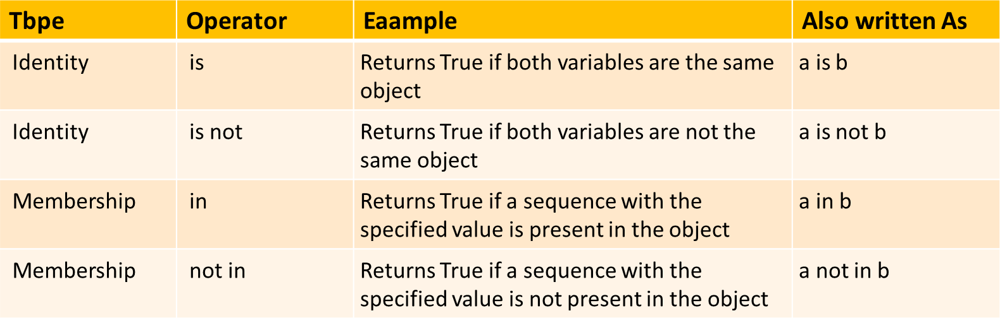 Tbpe Operator Eaample Also written As
Identity is Returns True if both variables are the same a is b
object
Identity is not Returns True if both variables are not the a is not b
same object
Membership in Returns True if a sequence with the a in b
specified value is present in the object
Membership not in Returns True if a sequence with the a not in b
specified value is not present in the object